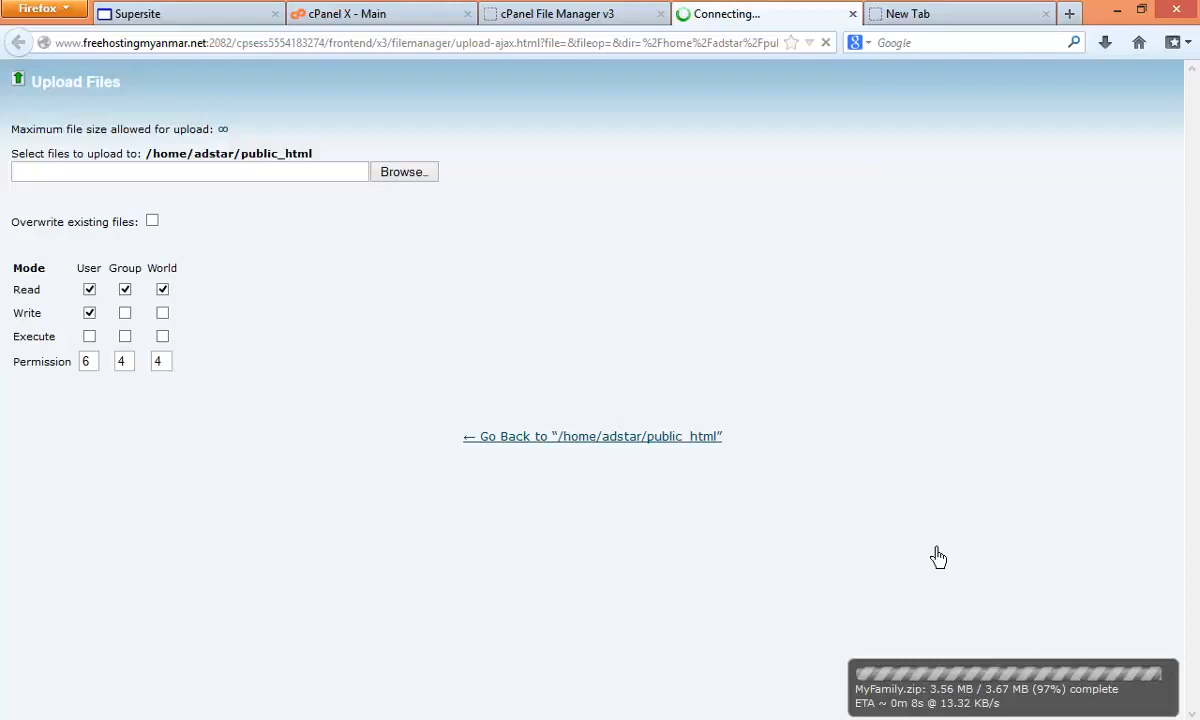 Firefox
Supersite
cPanel X - Main
cPanel File Manager v3
Connecting...
New Tab
www.freehostingmyanmar.net:2082/cpsess5554183274/frontend/x3/filemanager/upload-ajax.html?file=&fileop=&dir=%2Fhome%2Fadstar%2Fpul
Google
Upload Files
Maximum file size allowed for upload: ∞
Select files to upload to: /home/adstar/public_html
Browse..
Overwrite existing files:
Mode User Group World
Read
Write
Execute
Permission 6 4 4
← Go Back to “/home/adstar/public_html”
MyFamily.zip: 3.56 MB / 3.67 MB (97%) complete
ETA ~ 0m 8s @ 13.32 KB/s